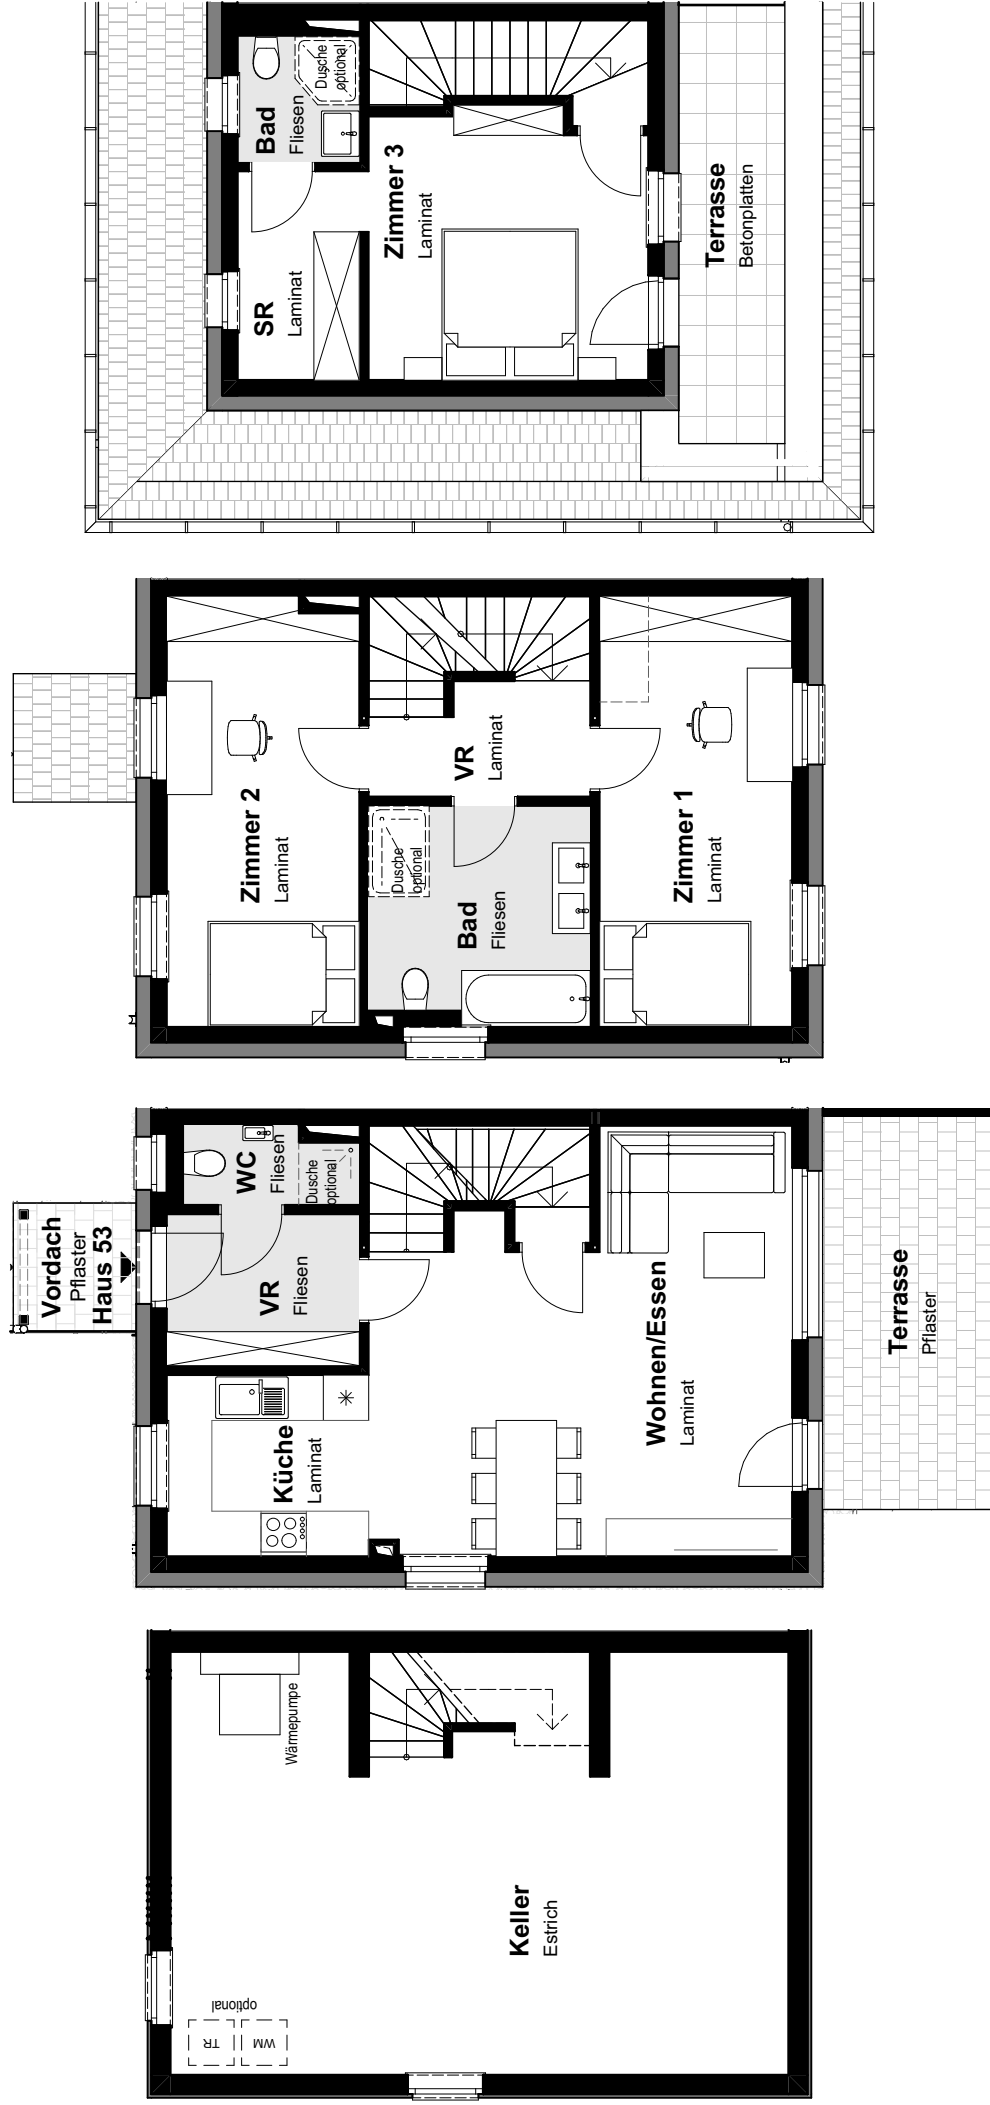 Bad
Fliesen
Dusche
optional
SR
Laminat
Zimmer 3
Laminat
Terrasse
Betonplatten
Zimmer 2
Laminat
VR
Laminat
Dusche
optional
Bad
Fliesen
Zimmer 1
Laminat
Vordach
Pflaster
Haus 53
WC
Fliesen
Dusche
optional
VR
Fliesen
Küche
Laminat
Wohnen/Essen
Laminat
Terrasse
Pflaster
Wärmepumpe
Keller
Estrich
optional
TR
WM